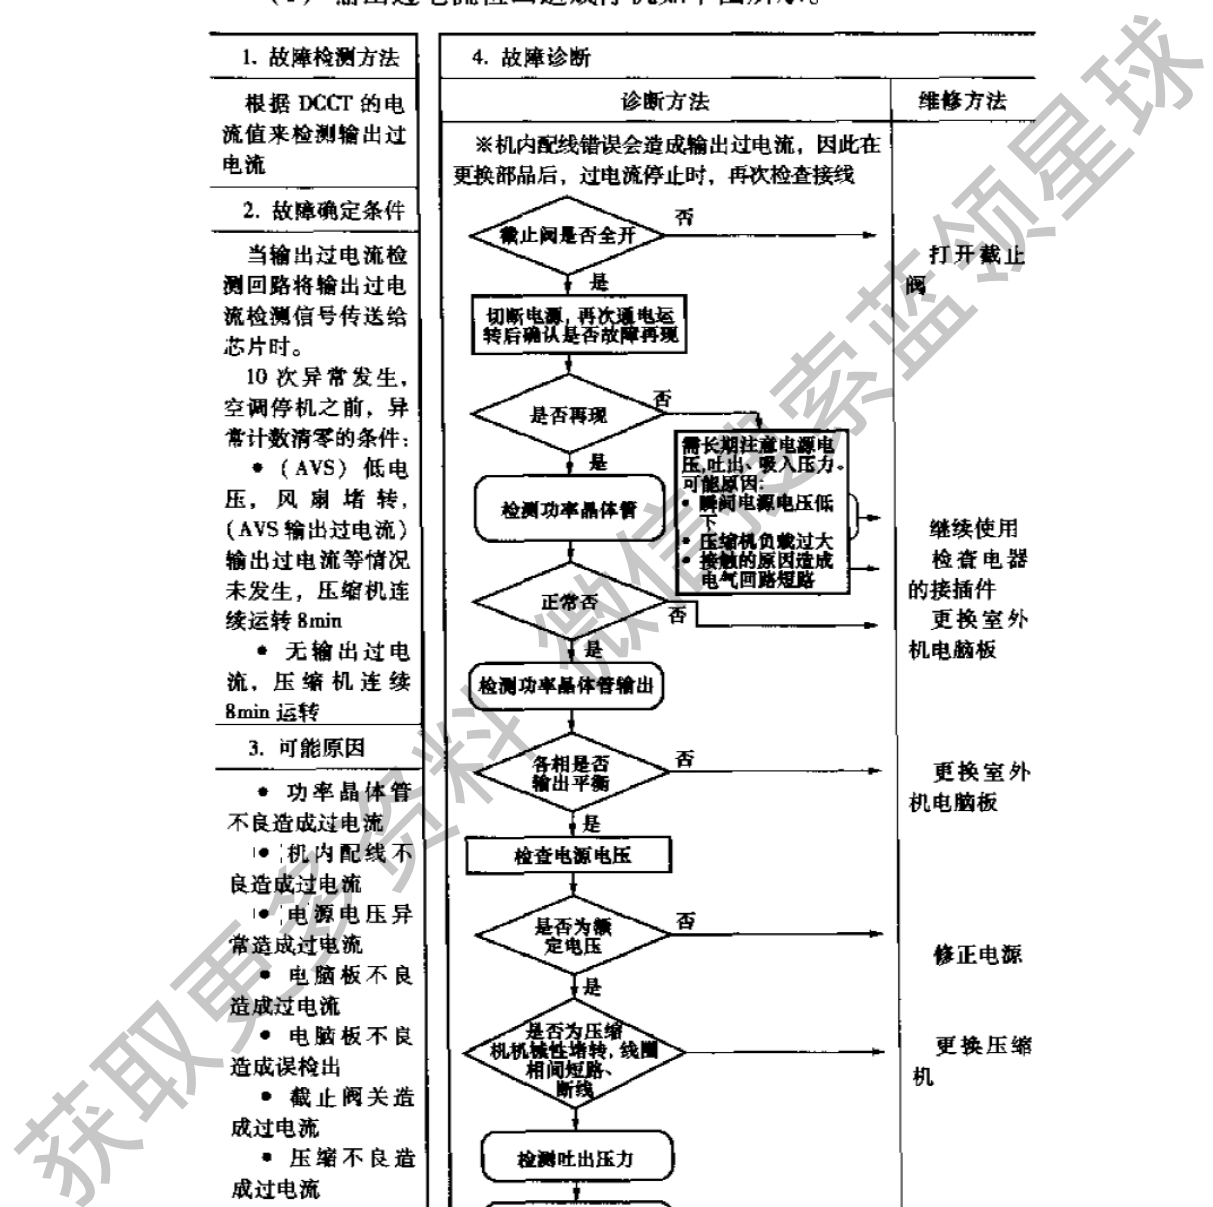 1. 故障检测方法
根据 DCCT 的电
流值来检测输出过
电流
2. 故障确定条件
当输出过电流检
测回路将输出过电
流检测信号传送给
芯片时。
10 次异常发生,
空调停机之前, 异
常计数清零的条件:
• (AVS) 低电
压, 风扇堵转,
(AVS 输出过电流)
输出过电流等情况
未发生, 压缩机连
续运转 8min
• 无输出过电
流, 压缩机连续
8min 运转
3. 可能原因
• 功率晶体管
不良造成过电流
• 机内配线不
良造成过电流
• 电源电压异
常造成过电流
• 电脑板不良
造成过电流
• 电脑板不良
造成误检出
• 截止阀关造
成过电流
• 压缩不良造
成过电流
4. 故障诊断
诊断方法
维修方法
※机内配线错误会造成输出过电流, 因此在
更换部品后, 过电流停止时, 再次检查接线
截止阀是否全开
否
打开截止
阀
是
切断电源, 再次通电运
转后确认是否故障再现
是否再现
否
需长期注意电源电
压,吐出、吸入压力。
可能原因:
• 瞬间电源电压低
下
• 压缩机负载过大
• 接触的原因造成
电气回路短路
继续使用
检查电器
的接插件
是
检测功率晶体管
正常否
否
更换室外
机电脑板
是
检测功率晶体管输出
各相是否
输出平衡
否
更换室外
机电脑板
是
检查电源电压
是否为额
定电压
否
修正电源
是
是否为压缩
机机械性堵转, 线圈
相间短路、
断线
更换压缩
机
检测吐出压力
获取更多资料 微信搜索蓝领星球